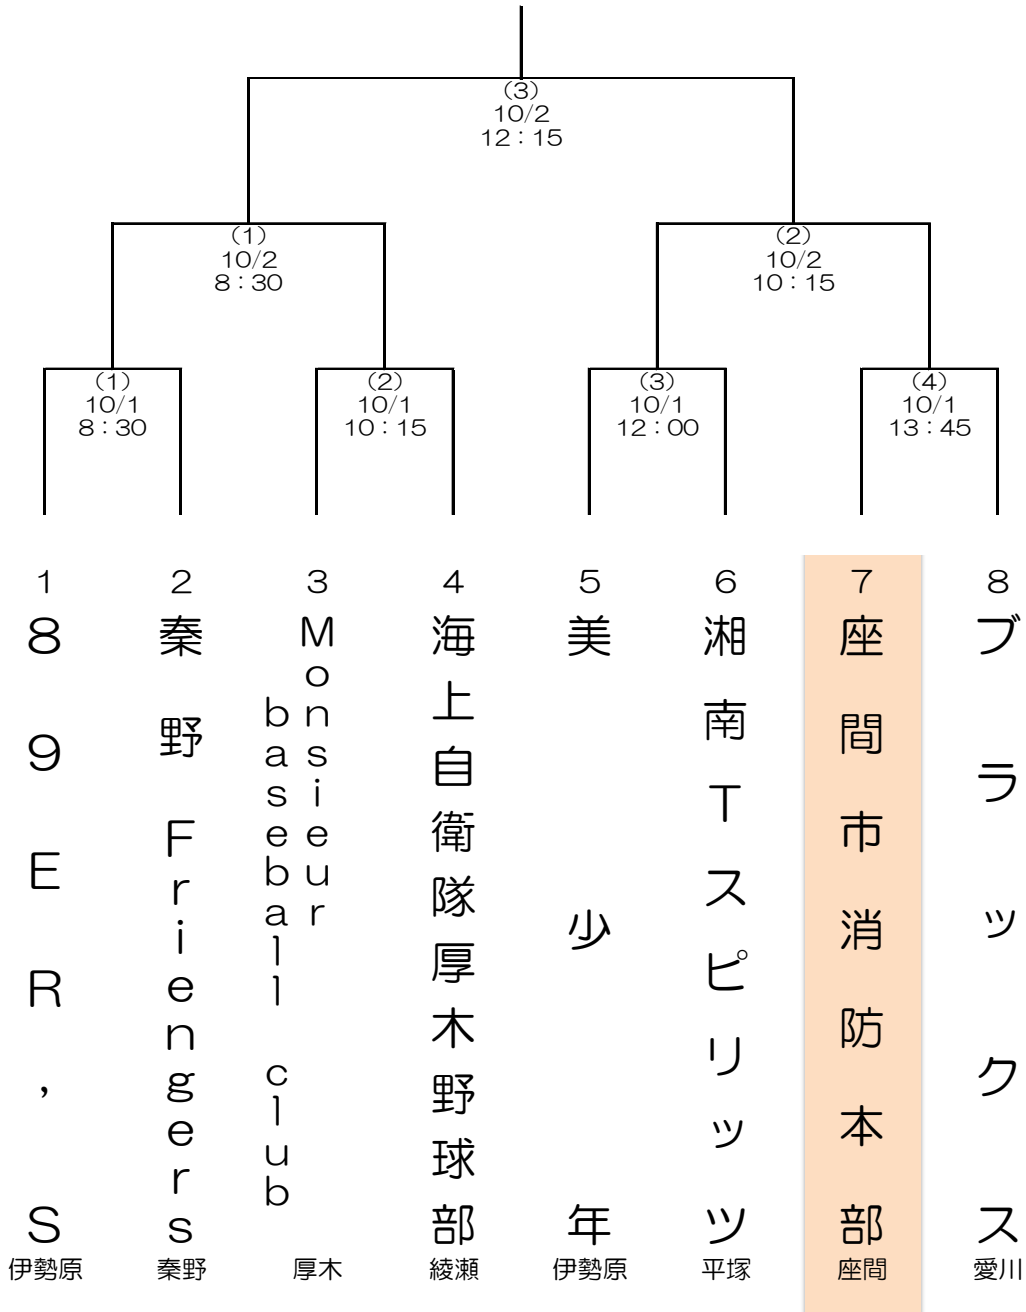 (3)
10/2
12：15
(1)
10/2
8：30
(2)
10/2
10：15
(1)
10/1
8：30
(2)
10/1
10：15
(3)
10/1
12：00
(4)
10/1
13：45
1
89ER,S
伊勢原
2
秦野Friengers
秦野
3
Monsieur
baseball club
厚木
4
海上自衛隊厚木野球部
綾瀬
5
美少年
伊勢原
6
湘南Tスピリッツ
平塚
7
座間市消防本部
座間
8
ブラックス
愛川